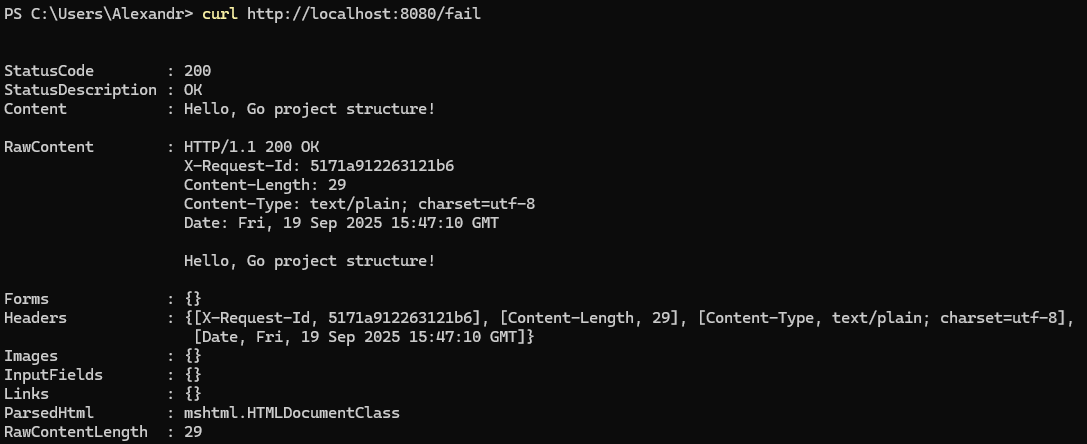 PS C:\Users\Alexandr> curl http://localhost:8080/fail
StatusCode        : 200
StatusDescription : OK
Content           : Hello, Go project structure!
RawContent        : HTTP/1.1 200 OK
                    X-Request-Id: 5171a912263121b6
                    Content-Length: 29
                    Content-Type: text/plain; charset=utf-8
                    Date: Fri, 19 Sep 2025 15:47:10 GMT
                    Hello, Go project structure!
Forms             : {}
Headers           : {[X-Request-Id, 5171a912263121b6], [Content-Length, 29], [Content-Type, text/plain; charset=utf-8],
                     [Date, Fri, 19 Sep 2025 15:47:10 GMT]}
Images            : {}
InputFields       : {}
Links             : {}
ParsedHtml        : mshtml.HTMLDocumentClass
RawContentLength  : 29